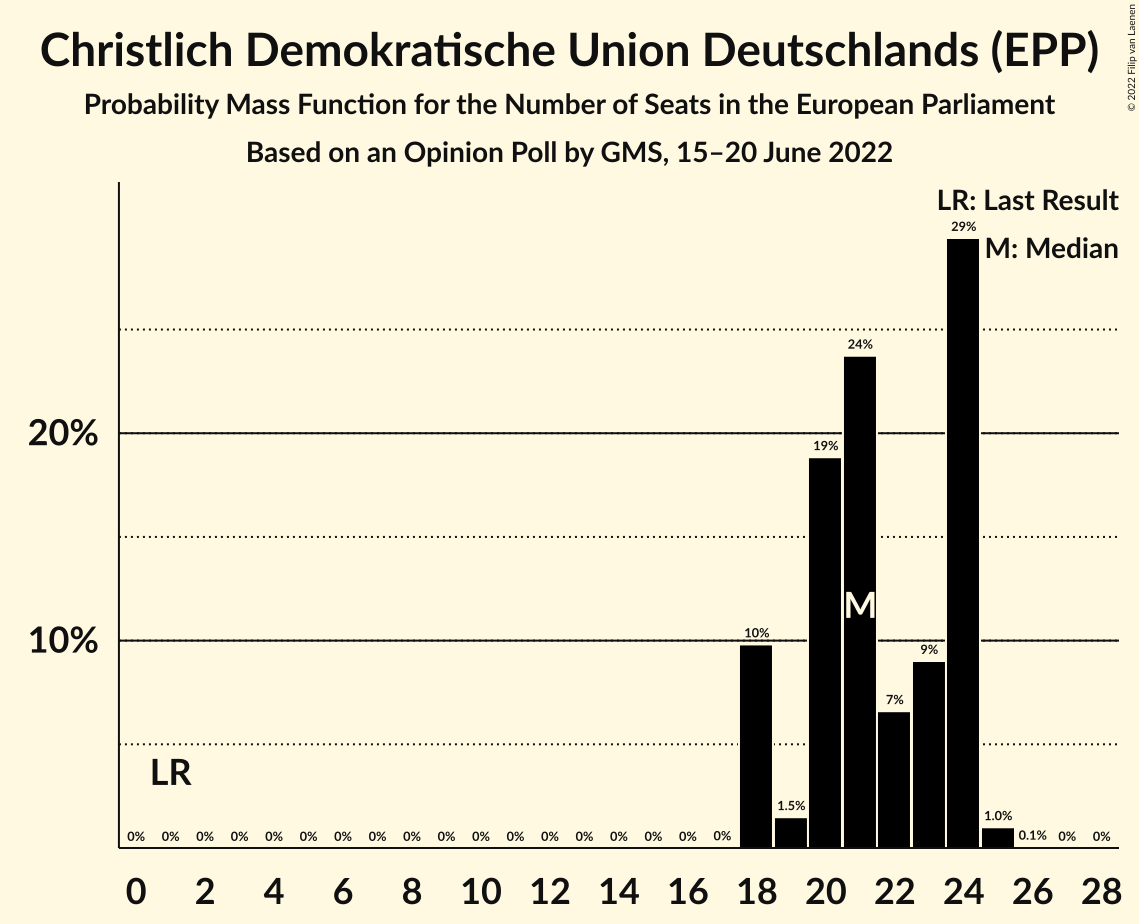 Christlich Demokratische Union Deutschlands (EPP)
Probability Mass Function for the Number of Seats in the European Parliament
Based on an Opinion Poll by GMS, 15–20 June 2022
© 2022 Filip van Laenen
LR: Last Result
M: Median
29%
24%
20%
19%
M
10%
10%
9%
7%
LR
1.5%
1.0%
0% 0% 0% 0% 0% 0% 0% 0% 0% 0% 0% 0% 0% 0% 0% 0% 0% 0% 0.1% 0% 0%
0 2 4 6 8 10 12 14 16 18 20 22 24 26 28